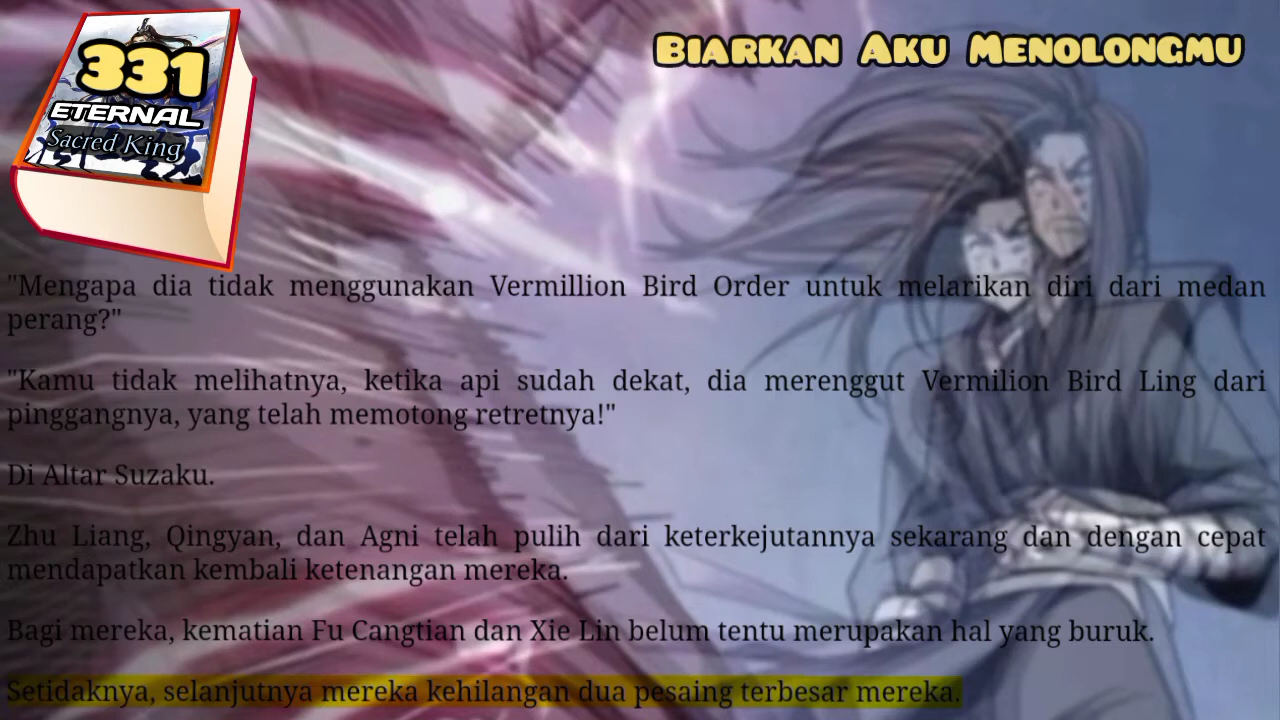 331
ETERNAL
Sacred King
Biarkan Aku Menolongmu
"Mengapa dia tidak menggunakan Vermillion Bird Order untuk melarikan diri dari medan
perang?"
"Kamu tidak melihatnya, ketika api sudah dekat, dia merenggut Vermilion Bird Ling dari
pinggangnya, yang telah memotong retretnya!"
Di Altar Suzaku.
Zhu Liang, Qingyan, dan Agni telah pulih dari keterkejutannya sekarang dan dengan cepat
mendapatkan kembali ketenangan mereka.
Bagi mereka, kematian Fu Cangtian dan Xie Lin belum tentu merupakan hal yang buruk.
Setidaknya, selanjutnya mereka kehilangan dua pesaing terbesar mereka.